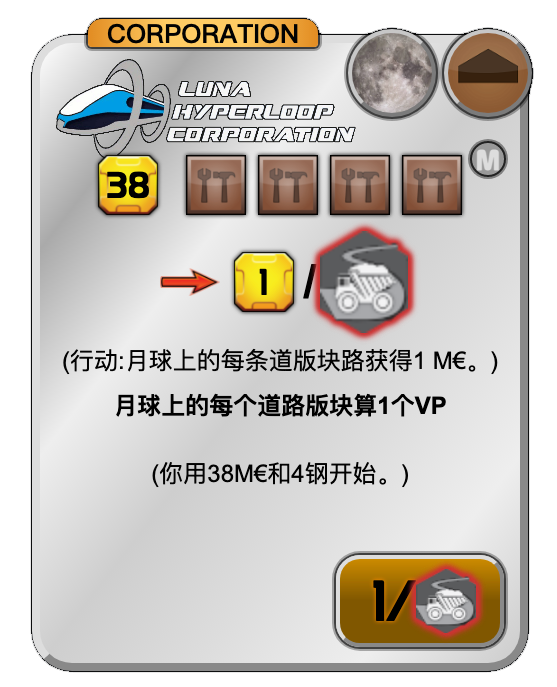 CORPORATION
LUNA
HYPERLOOP
CORPORATION
38
M
1 /
(行动:月球上的每条道版块路获得1 M€。)
月球上的每个道路版块算1个VP
(你用38M€和4钢开始。)
1/